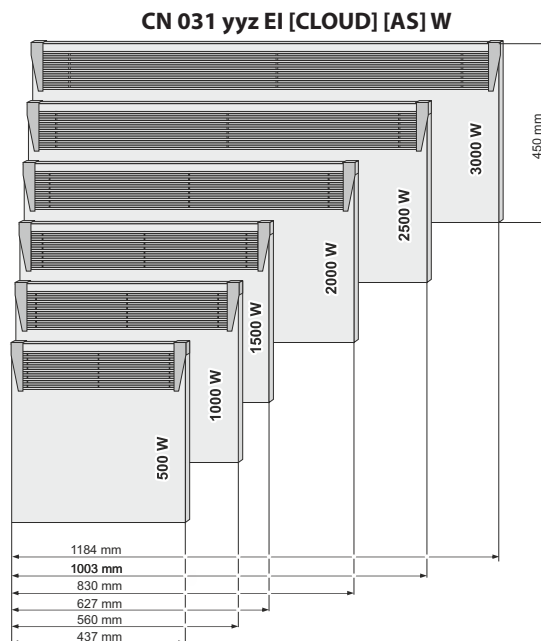 CN 031 yyz EI [CLOUD] [AS] W
3000 W
450 mm
2500 W
2000 W
1500 W
1000 W
500 W
1184 mm
1003 mm
830 mm
627 mm
560 mm
437 mm